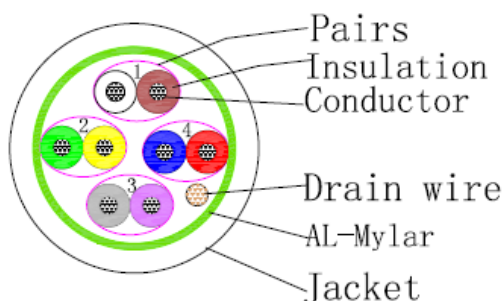 Pairs
Insulation
Conductor
1
2
4
3
Drain wire
AL-Mylar
Jacket